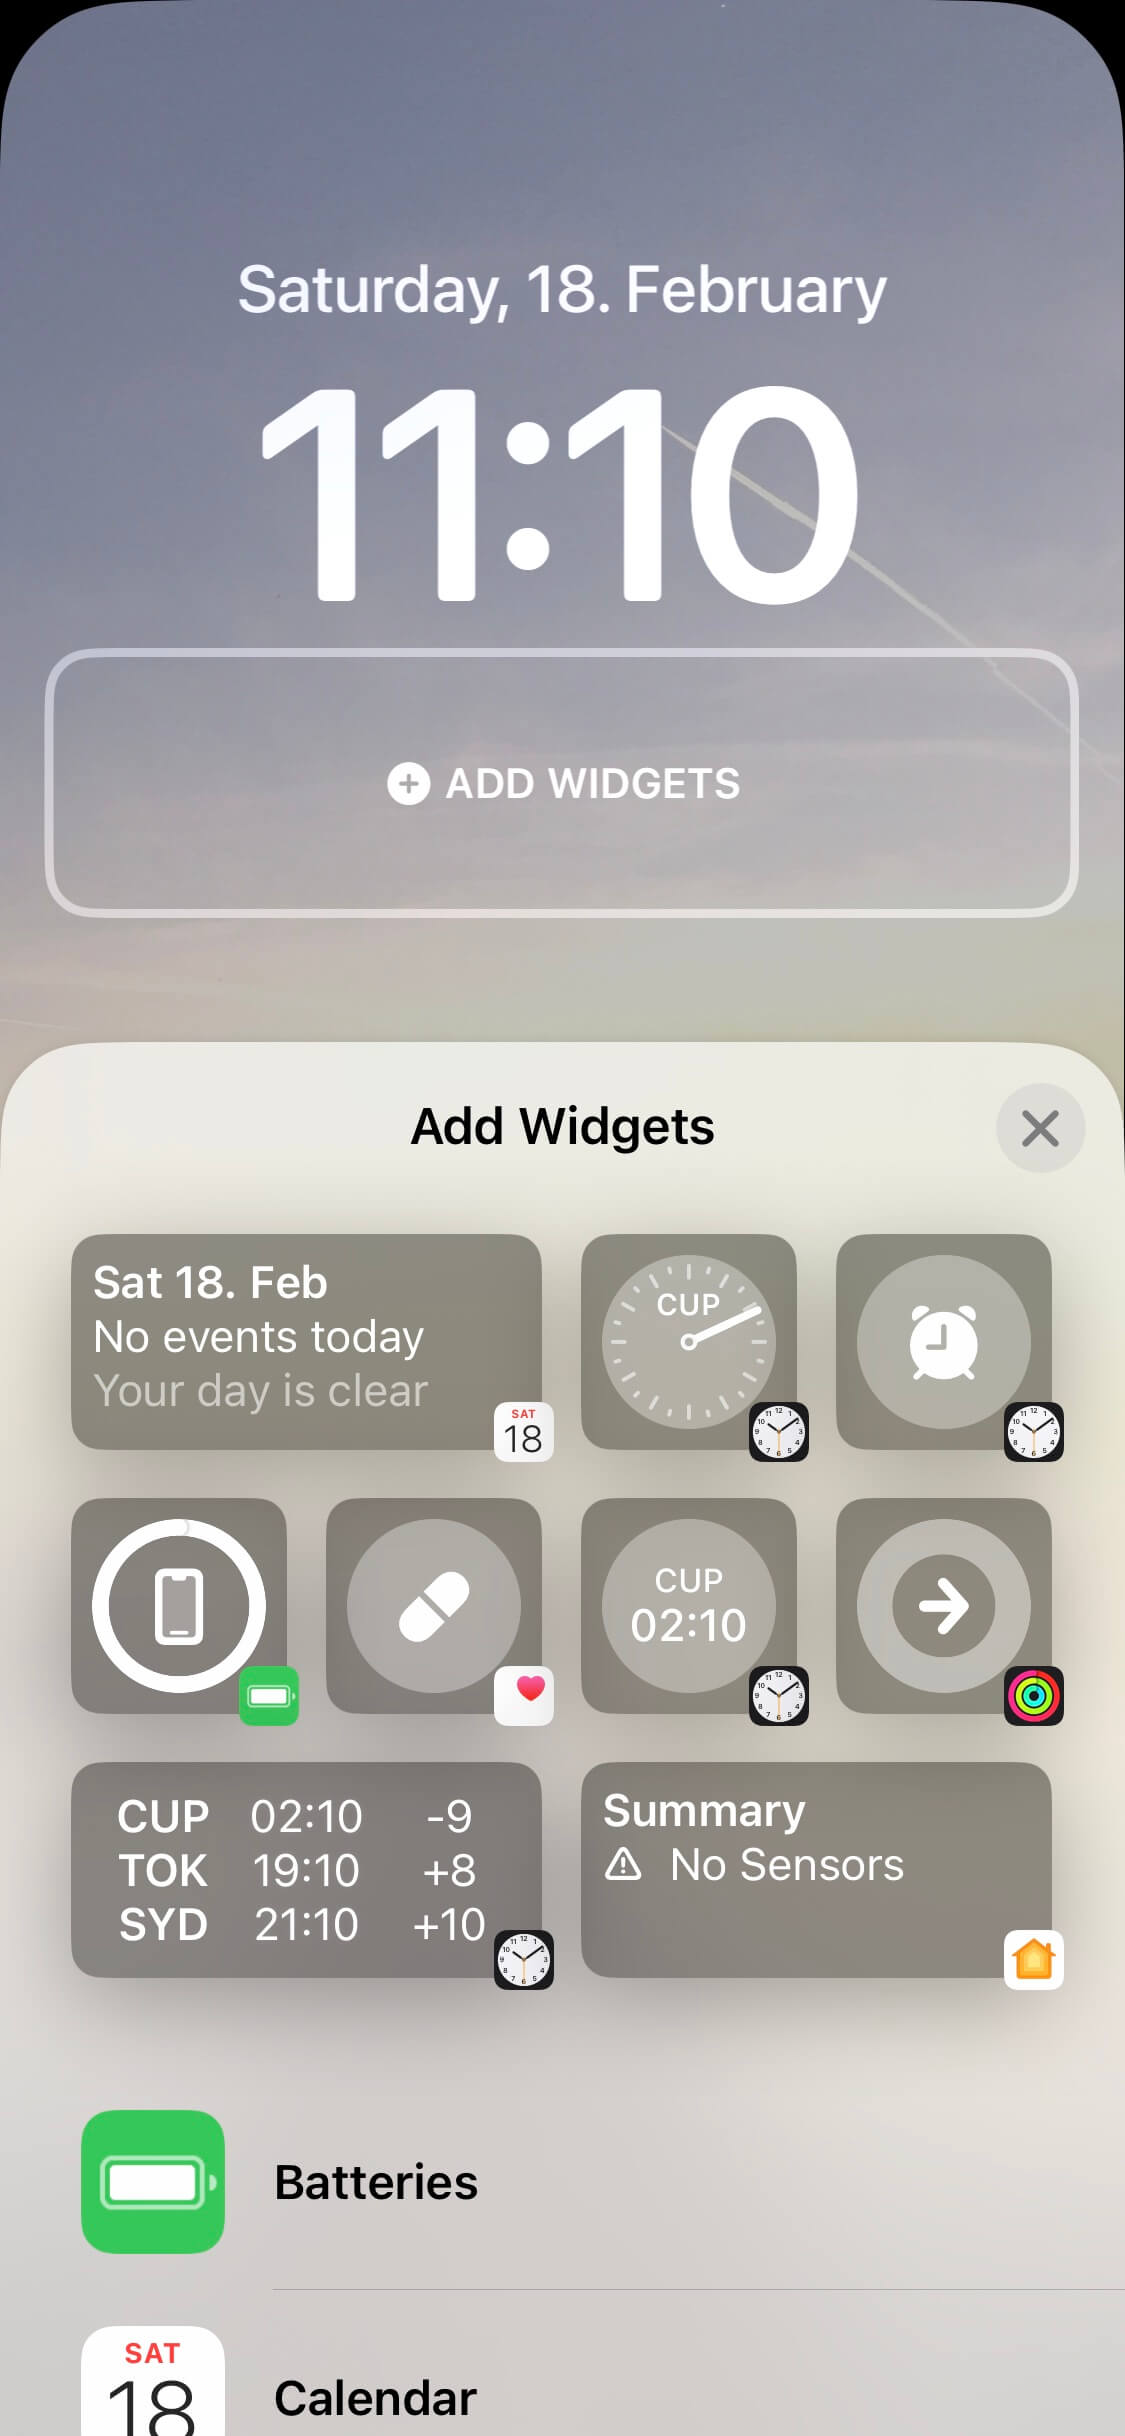 Saturday, 18. February
11:10
ADD WIDGETS
Add Widgets
Sat 18. Feb
No events today
Your day is clear
SAT
18
CUP
CUP
02:10
CUP 02:10 -9
TOK 19:10 +8
SYD 21:10 +10
Summary
No Sensors
Batteries
SAT
18
Calendar